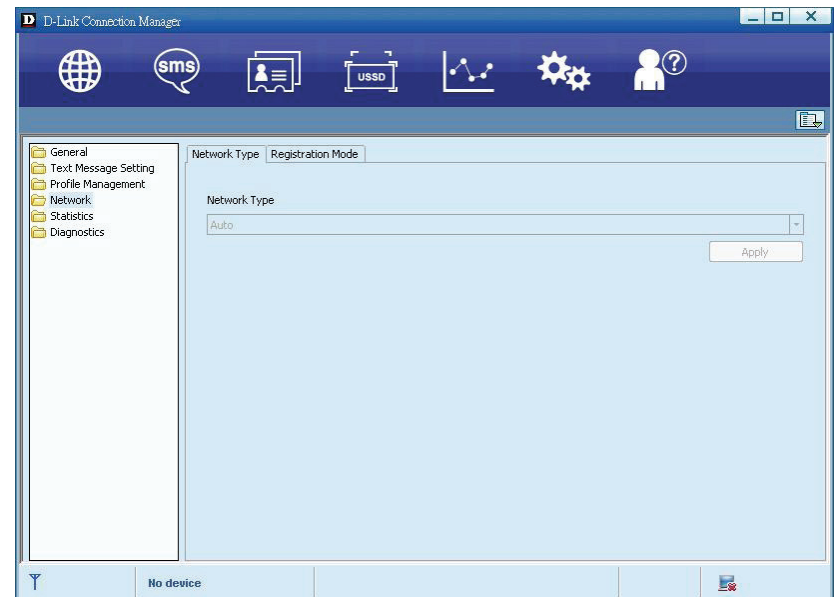 D D-Link Connection Manager
sms
USSD
?
General
Text Message Setting
Profile Management
Network
Statistics
Diagnostics
Network Type Registration Mode
Network Type
Auto
Apply
No device